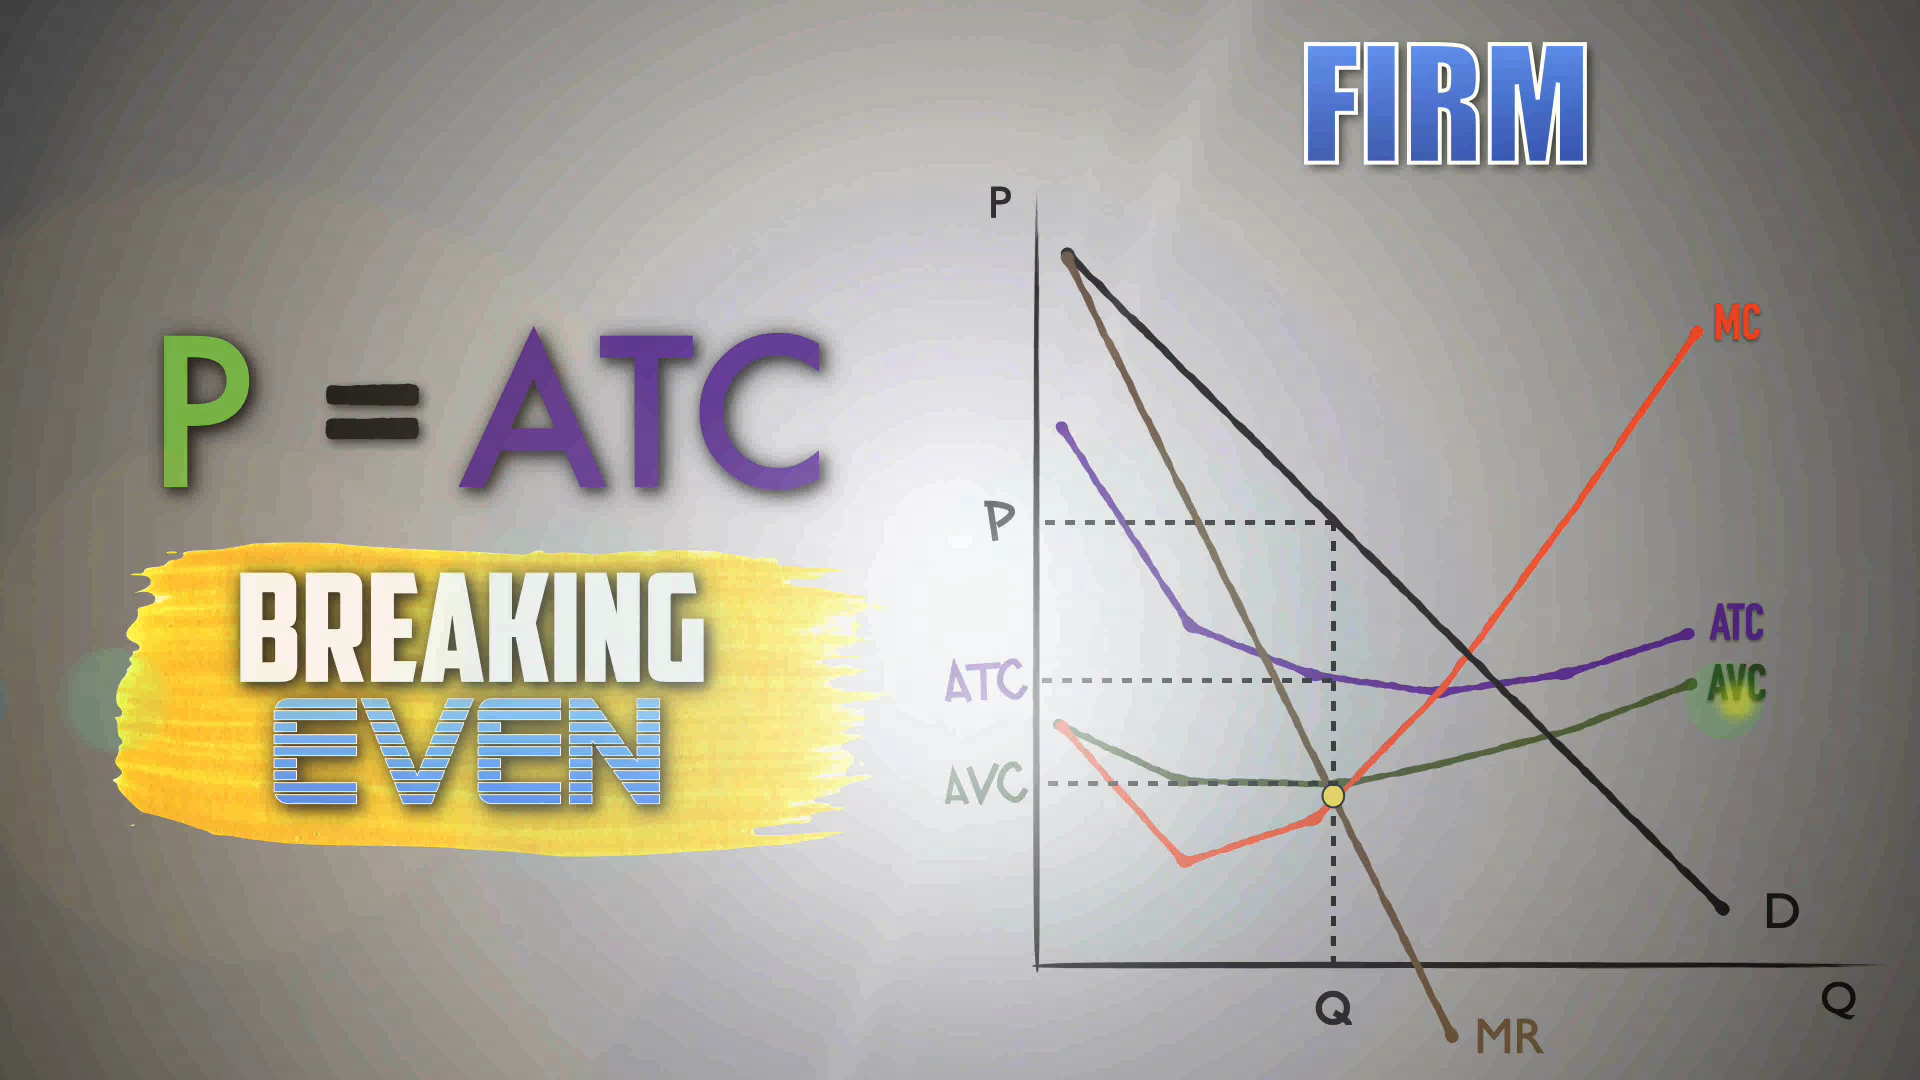 P = ATC
BREAKING
EVEN
FIRM
P
MC
P
ATC
ATC
AVC
AVC
D
Q
Q
MR